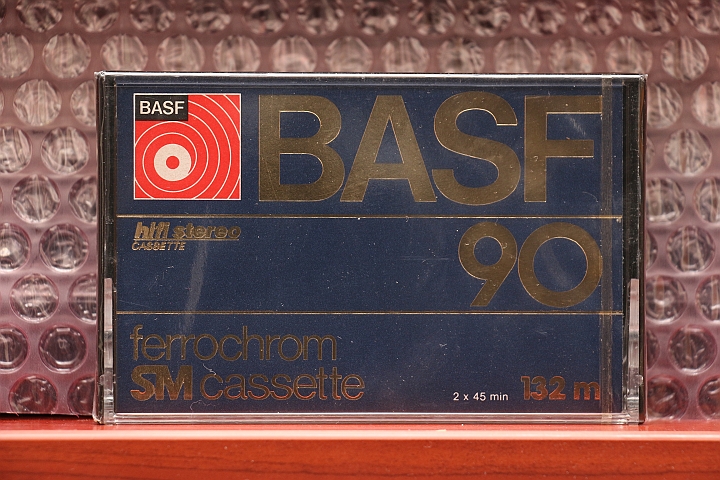 BASF
BASF
90
hifi stereo
CASSETTE
ferrochrom
SM cassette
2 x 45 min 132 m